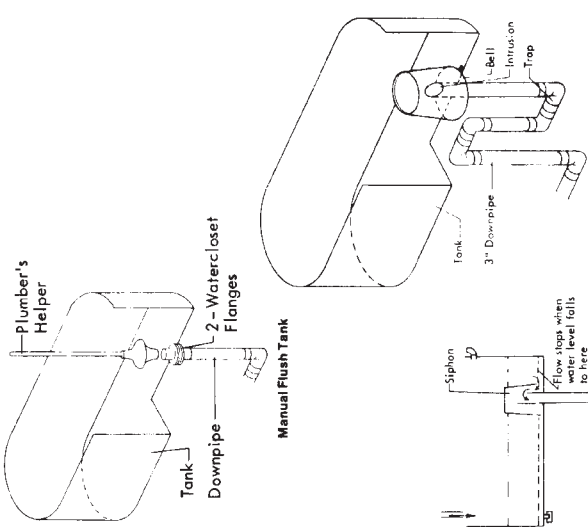 Plumber's
Helper
2-Watercloset
Flanges
Tank
Downpipe
Manual Flush Tank
Bell
Intrusion
Trap
Tank
3" Downpipe
Siphon
Flow stops when
water level falls
to here